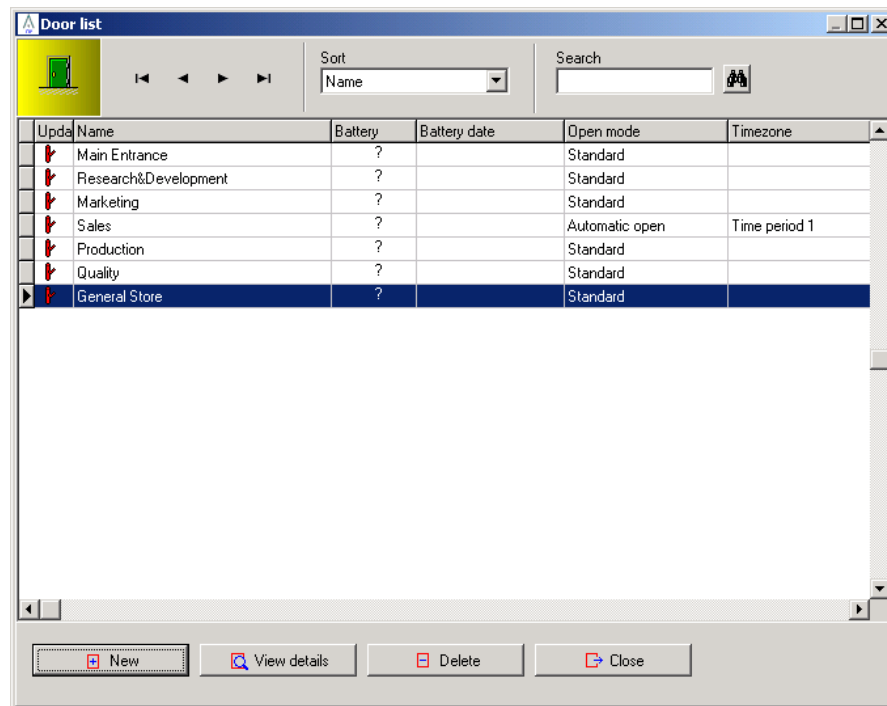 Door list
Sort
Search
Name
Upda Name Battery Battery date Open mode Timezone
Main Entrance ? Standard
Research&Development ? Standard
Marketing ? Standard
Sales ? Automatic open Time period 1
Production ? Standard
Quality ? Standard
General Store ? Standard
New View details Delete Close